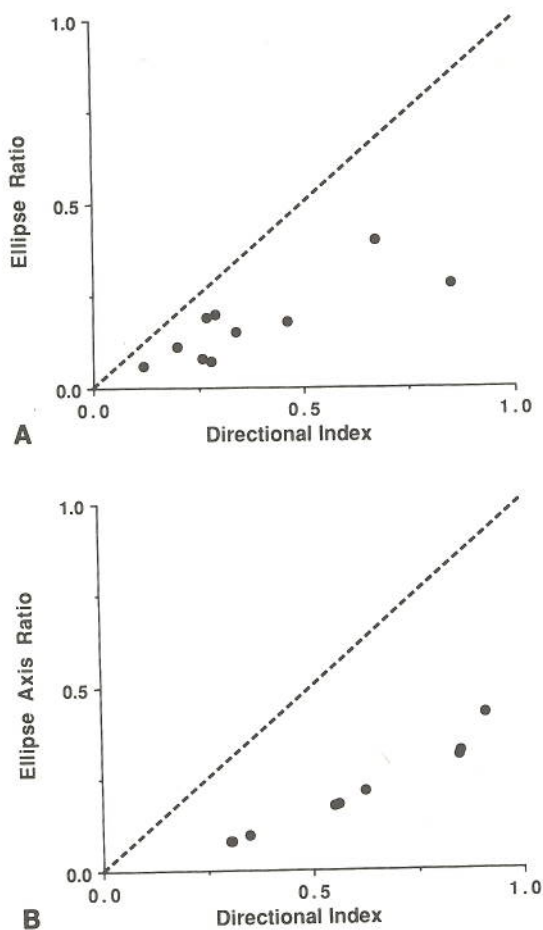 1.0
Ellipse Ratio
0.5
0.0
0.0 0.5 1.0
A Directional Index
1.0
Ellipse Axis Ratio
0.5
0.0
0.0 0.5 1.0
B Directional Index